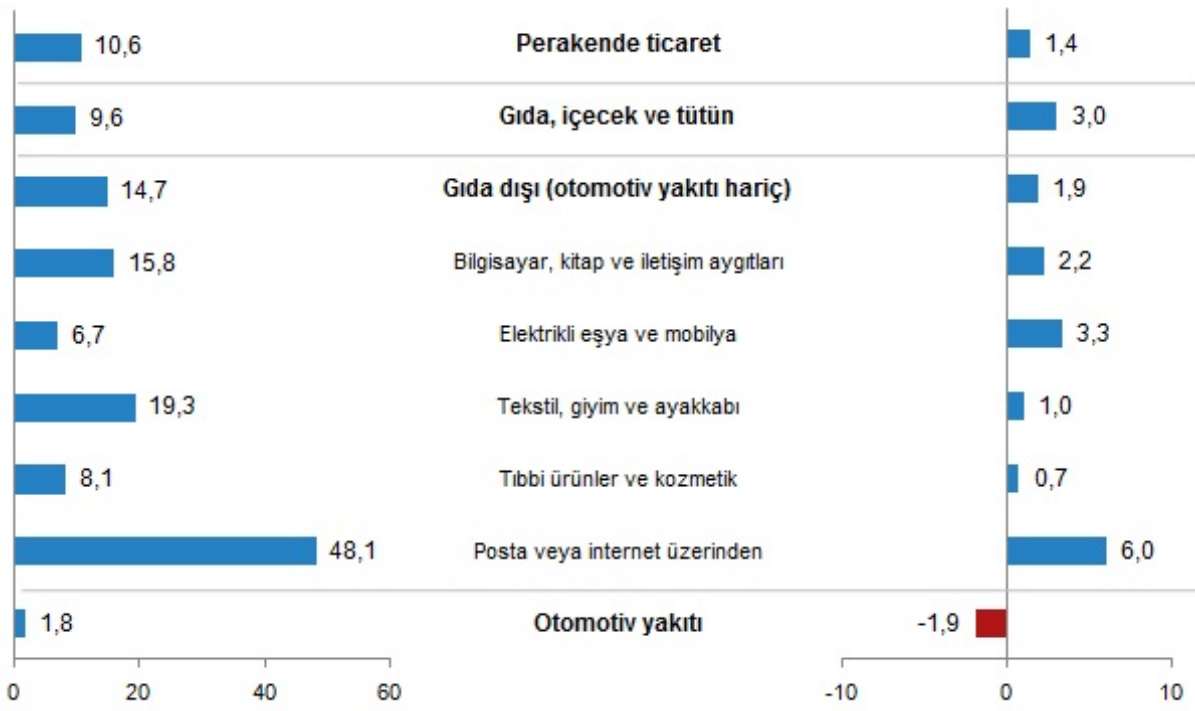 10,6 Perakende ticaret 1,4
9,6 Gıda, içecek ve tütün 3,0
14,7 Gıda dışı (otomotiv yakıtı hariç) 1,9
15,8 Bilgisayar, kitap ve iletişim aygıtları 2,2
6,7 Elektrikli eşya ve mobilya 3,3
19,3 Tekstil, giyim ve ayakkabı 1,0
8,1 Tıbbi ürünler ve kozmetik 0,7
48,1 Posta veya internet üzerinden 6,0
1,8 Otomotiv yakıtı -1,9
0 20 40 60 -10 0 10